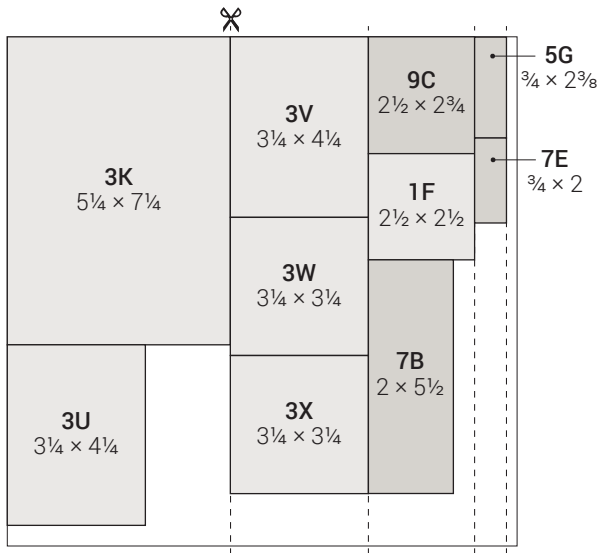 3K
5¼ × 7¼
3V
3¼ × 4¼
9C
2½ × 2¾
5G
¾ × 2⅜
7E
¾ × 2
1F
2½ × 2½
3W
3¼ × 3¼
7B
2 × 5½
3U
3¼ × 4¼
3X
3¼ × 3¼